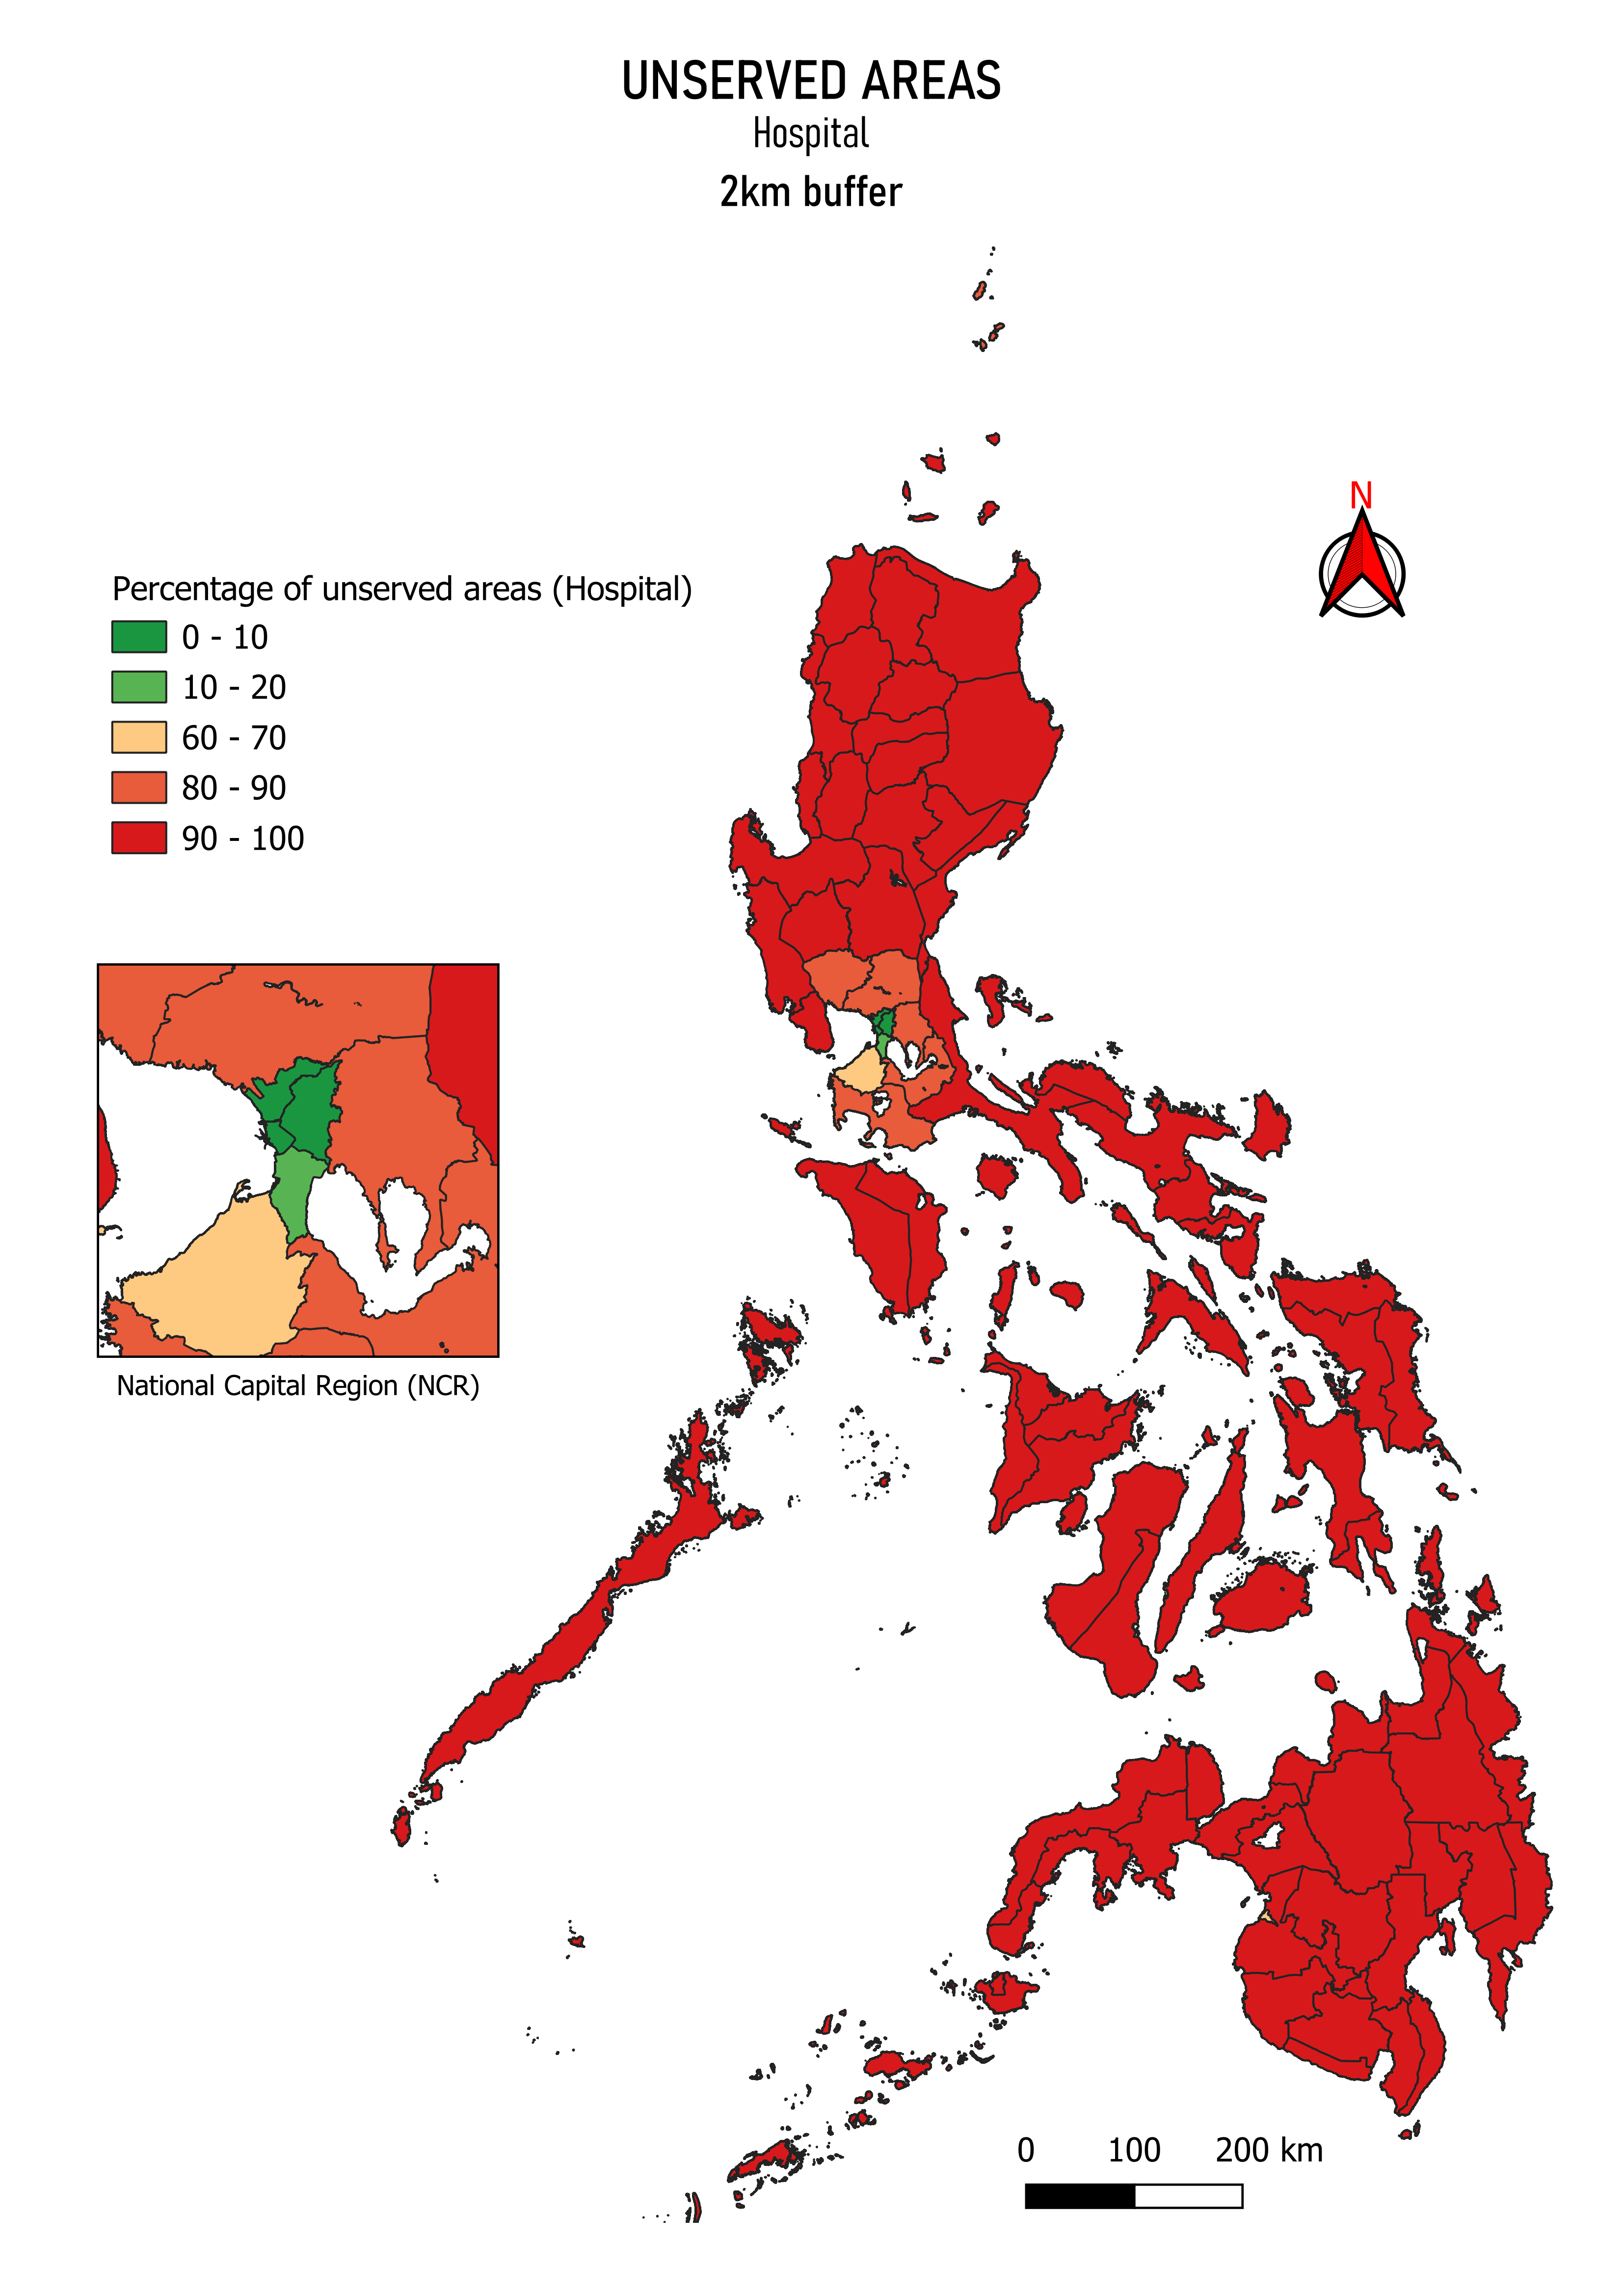 UNSERVED AREAS
Hospital
2km buffer
N
Percentage of unserved areas (Hospital)
0 - 10
10 - 20
60 - 70
80 - 90
90 - 100
National Capital Region (NCR)
0 100 200 km